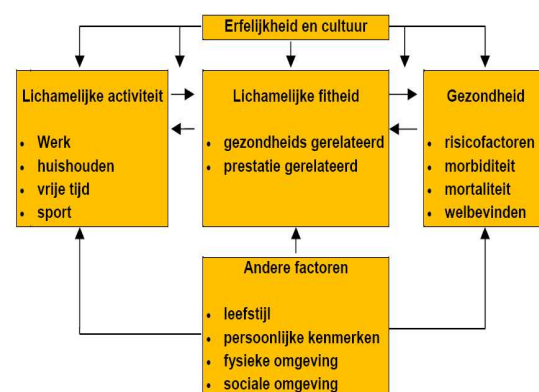 Erfelijkheid en cultuur
Lichamelijke activiteit
• Werk
• huishouden
• vrije tijd
• sport
Lichamelijke fitheid
• gezondheids gerelateerd
• prestatie gerelateerd
Gezondheid
• risicofactoren
• morbiditeit
• mortaliteit
• welbevinden
Andere factoren
• leefstijl
• persoonlijke kenmerken
• fysieke omgeving
• sociale omgeving